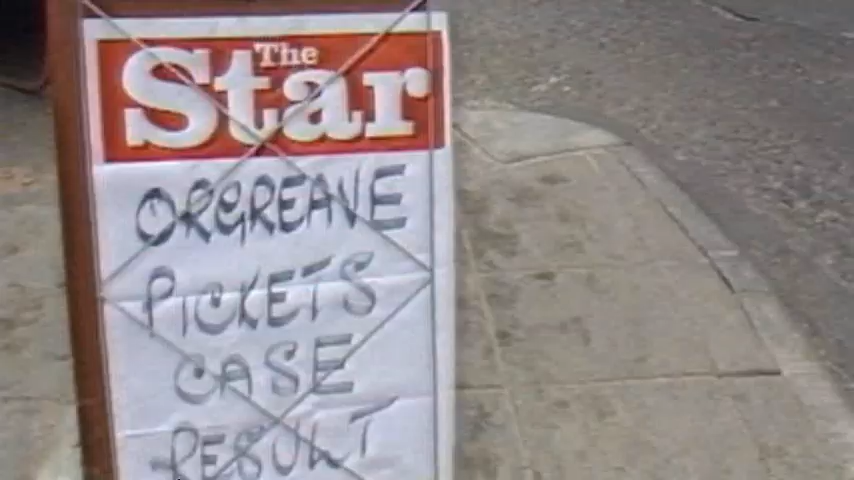 The
Star
ORGREAVE
PICKETS
CASE
RESULT